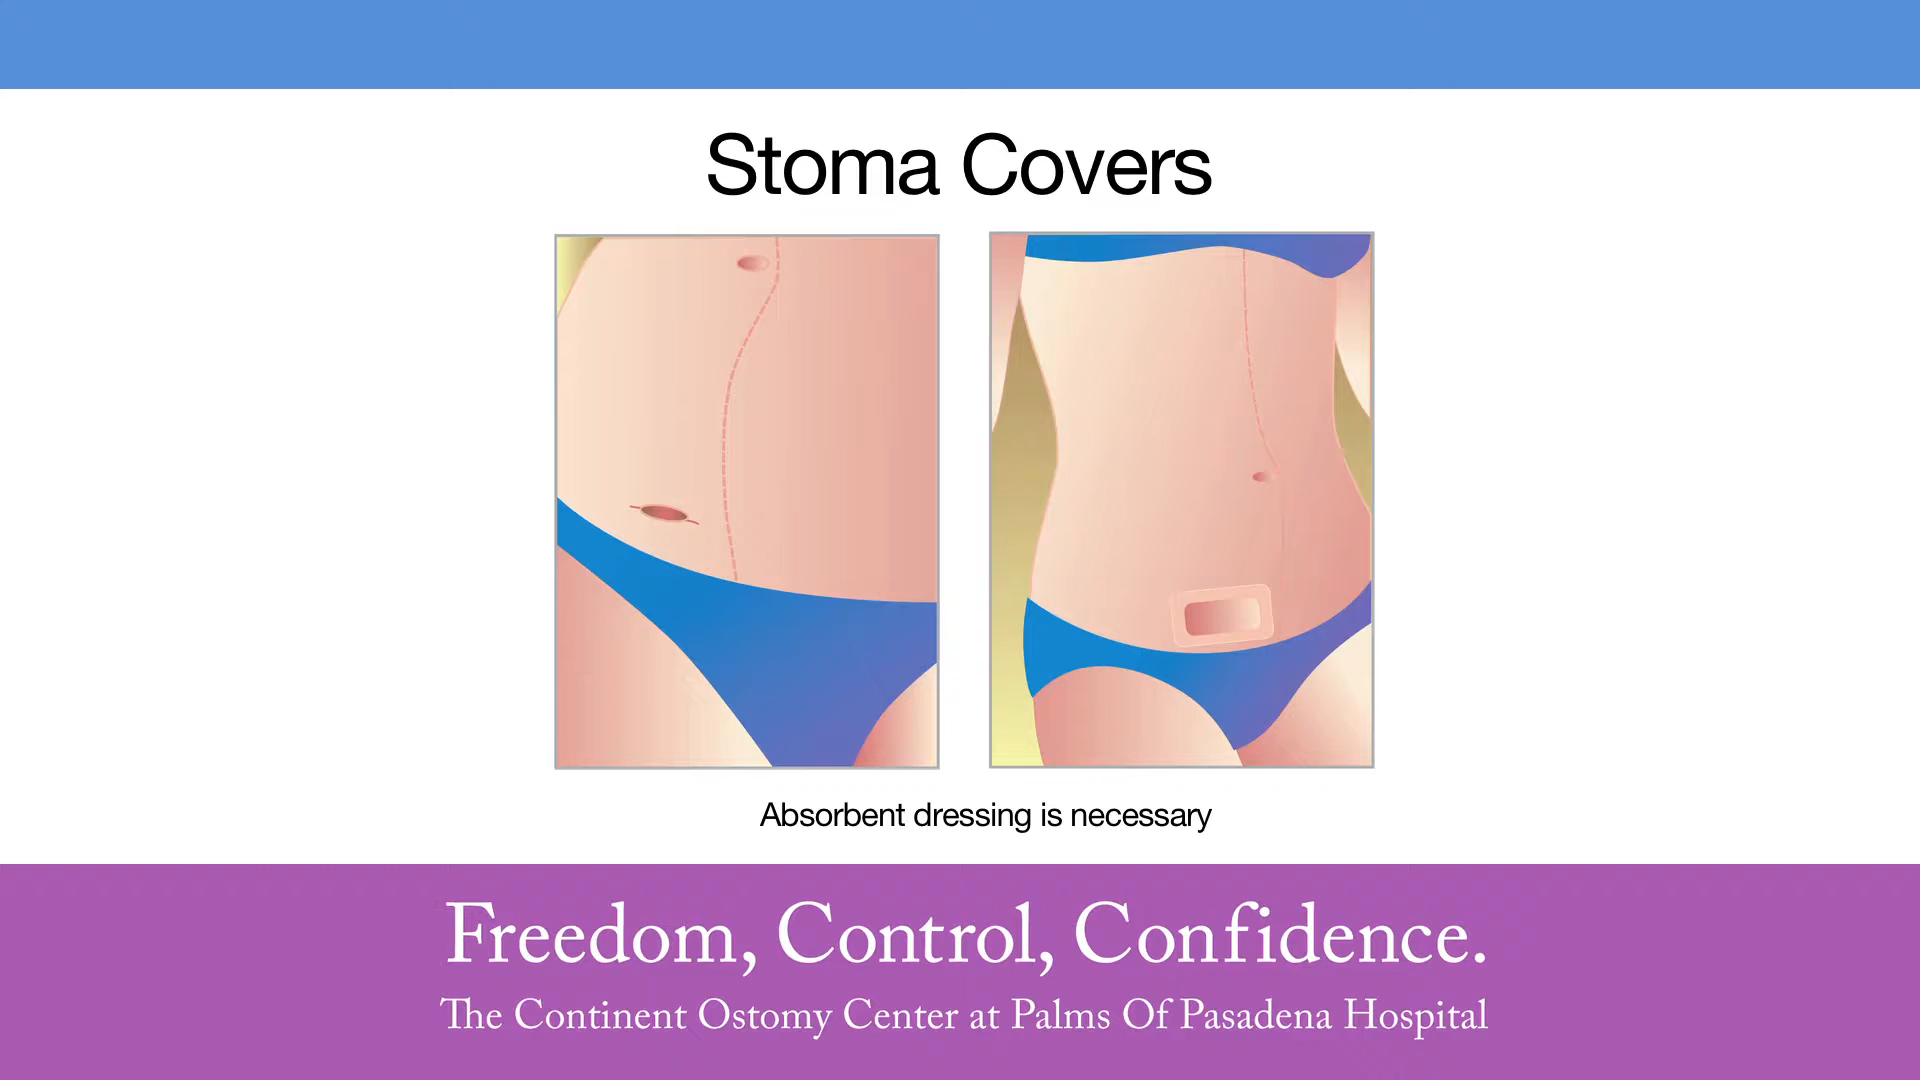 Stoma Covers
Absorbent dressing is necessary
Freedom, Control, Confidence.
The Continent Ostomy Center at Palms Of Pasadena Hospital